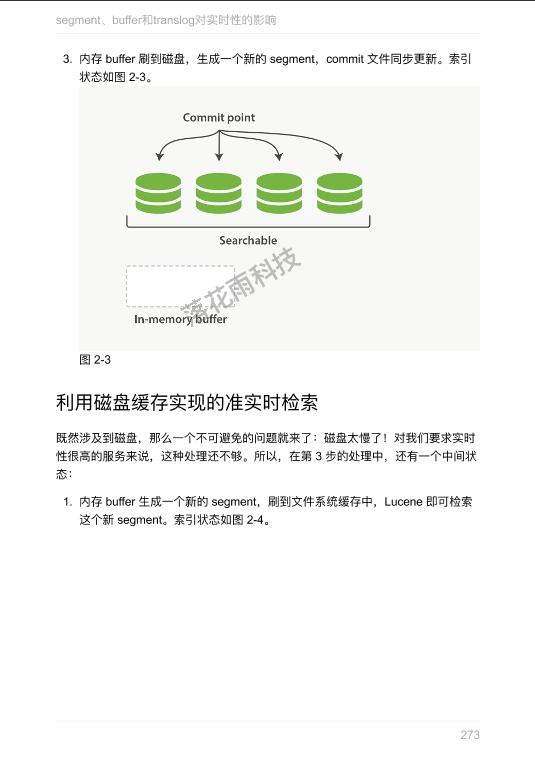 segment、buffer和translog对实时性的影响
3. 内存 buffer 刷到磁盘，生成一个新的 segment，commit 文件同步更新。索引
状态如图 2-3。
Commit point
Searchable
落花雨科技
In-memory buffer
图 2-3
利用磁盘缓存实现的准实时检索
既然涉及到磁盘，那么一个不可避免的问题就来了：磁盘太慢了！对我们要求实时
性很高的服务来说，这种处理还不够。所以，在第 3 步的处理中，还有一个中间状
态：
1. 内存 buffer 生成一个新的 segment，刷到文件系统缓存中，Lucene 即可检索
这个新 segment。索引状态如图 2-4。
273